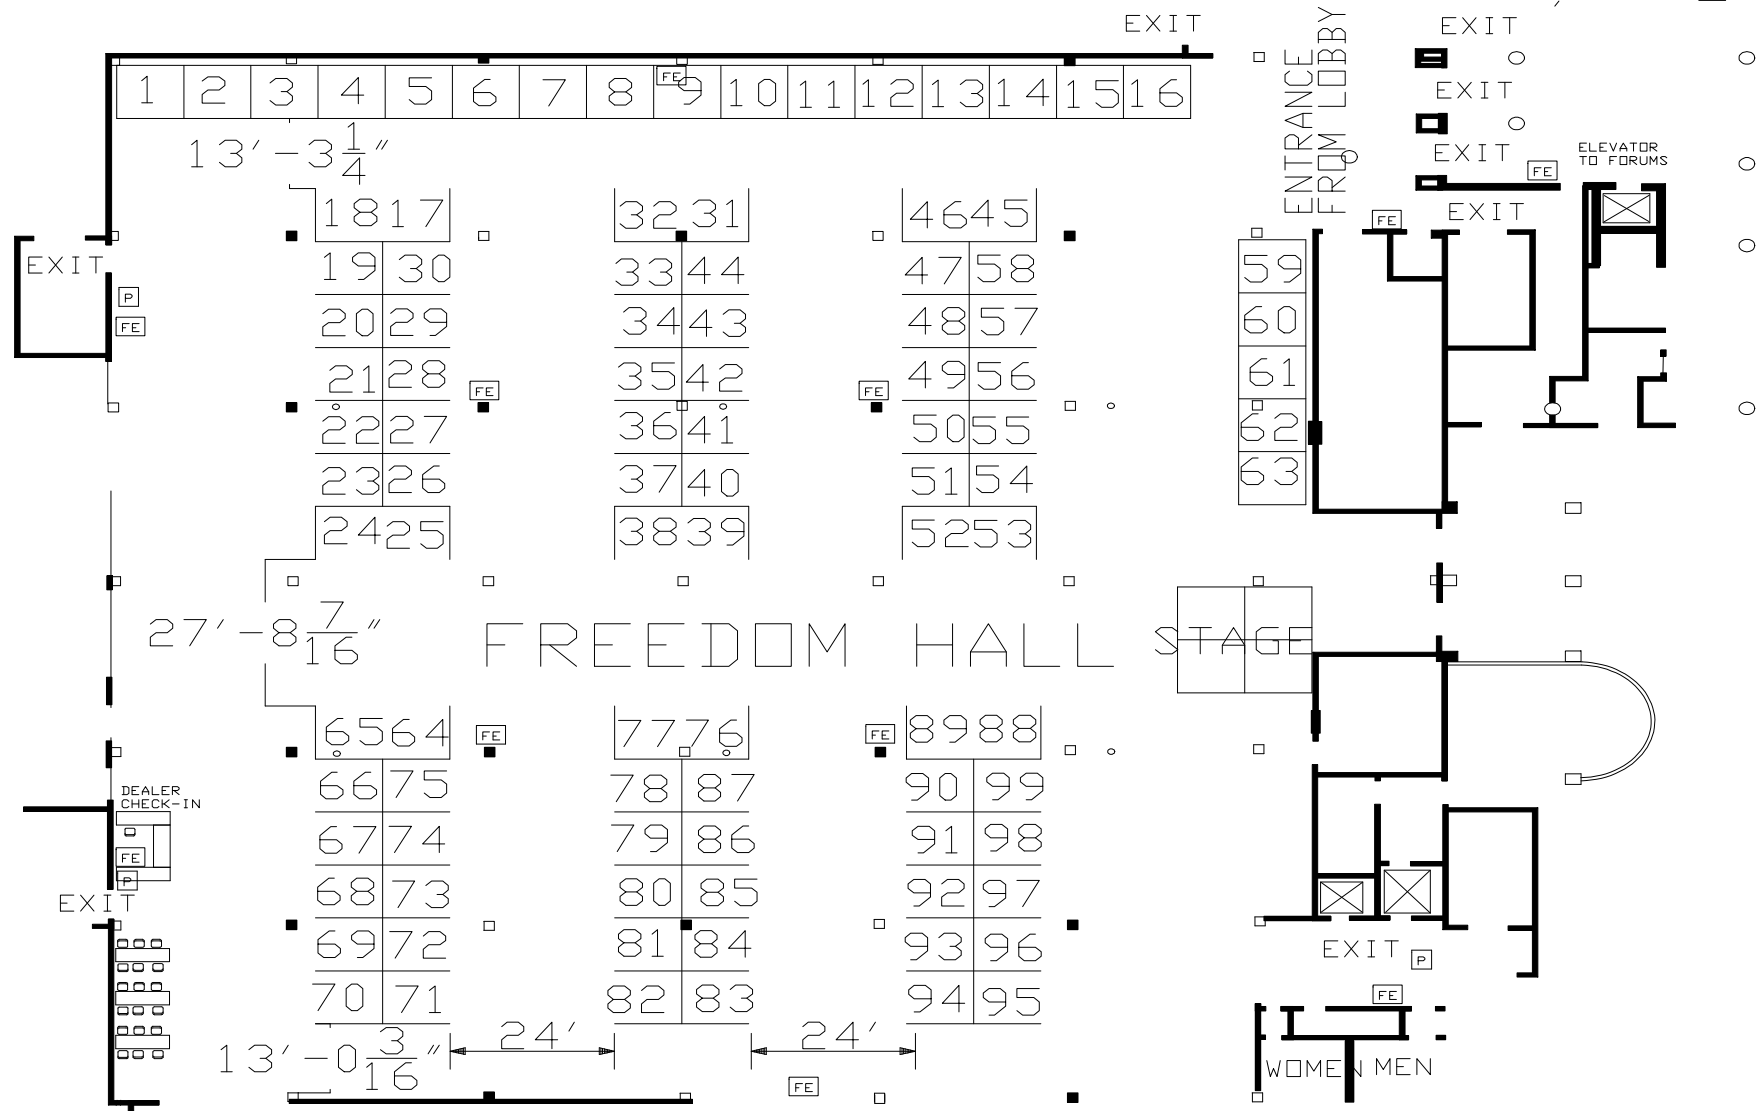 EXIT
EXIT
1 2 3 4 5 6 7 8 FE 9 10 11 12 13 14 15 16
ENTRANCE
FROM LOBBY
EXIT
EXIT
13'-3 1/4"
ELEVATOR
TO FORUMS
FE
18 17 32 31 46 45
FE
EXIT
EXIT
19 30 33 44 47 58 59
P
FE
20 29 34 43 48 57 60
21 28 35 42 49 56 61
FE FE
22 27 36 41 50 55 62
23 26 37 40 51 54 63
24 25 38 39 52 53
27'-8 7/16"
FREEDOM HALL
STAGE
65 64 77 76 89 88
FE FE
66 75 78 87 90 99
DEALER
CHECK-IN
67 74 79 86 91 98
FE
P
68 73 80 85 92 97
EXIT
69 72 81 84 93 96
EXIT
P
70 71 82 83 94 95
FE
24' 24'
13'-0 3/16"
WOMEN MEN
FE